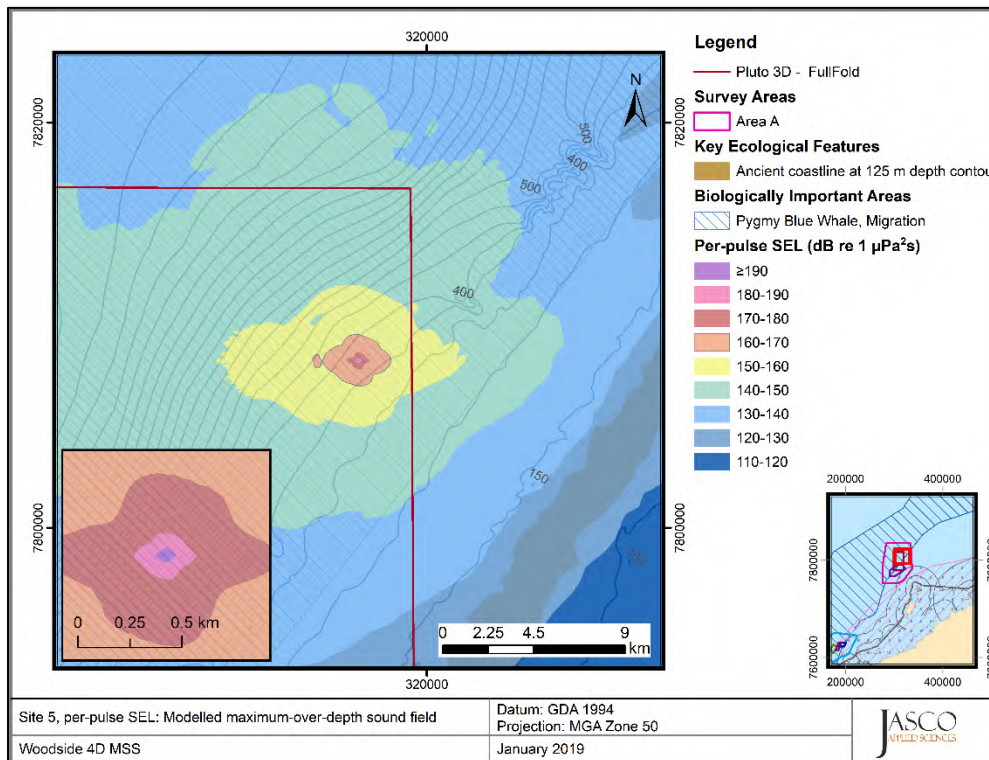 320000
7820000
7820000
7800000
7800000
320000
N
500
400
500
400
150
100
0 0.25 0.5 km
0 2.25 4.5 9
km
Legend
Pluto 3D - FullFold
Survey Areas
Area A
Key Ecological Features
Ancient coastline at 125 m depth contou
Biologically Important Areas
Pygmy Blue Whale, Migration
Per-pulse SEL (dB re 1 µPa²s)
≥190
180-190
170-180
160-170
150-160
140-150
130-140
120-130
110-120
200000 400000
7800000
7600000
200000 400000
Site 5, per-pulse SEL: Modelled maximum-over-depth sound field
Datum: GDA 1994
Projection: MGA Zone 50
Woodside 4D MSS
January 2019
JASCO
APPLIED SCIENCES